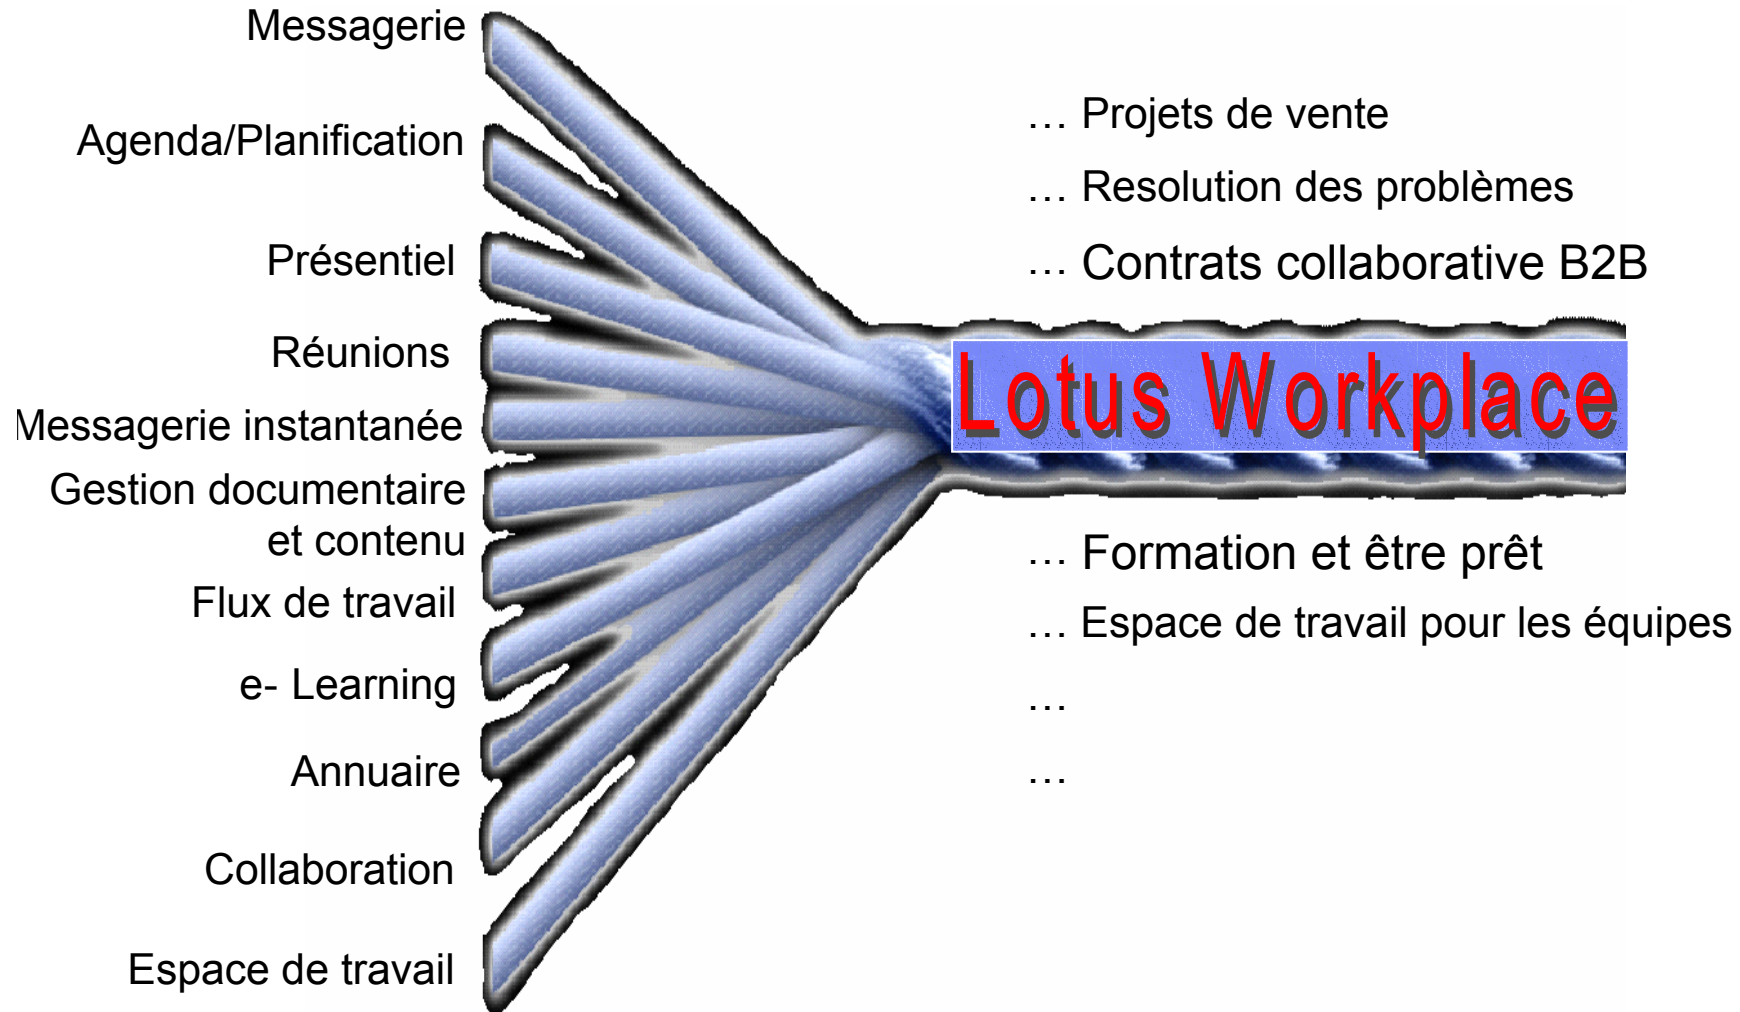 Messagerie
Agenda/Planification
Présentiel
Réunions
Messagerie instantanée
Gestion documentaire
et contenu
Flux de travail
e- Learning
Annuaire
Collaboration
Espace de travail
… Projets de vente
… Resolution des problèmes
… Contrats collaborative B2B
Lotus Workplace
… Formation et être prêt
… Espace de travail pour les équipes
…
…